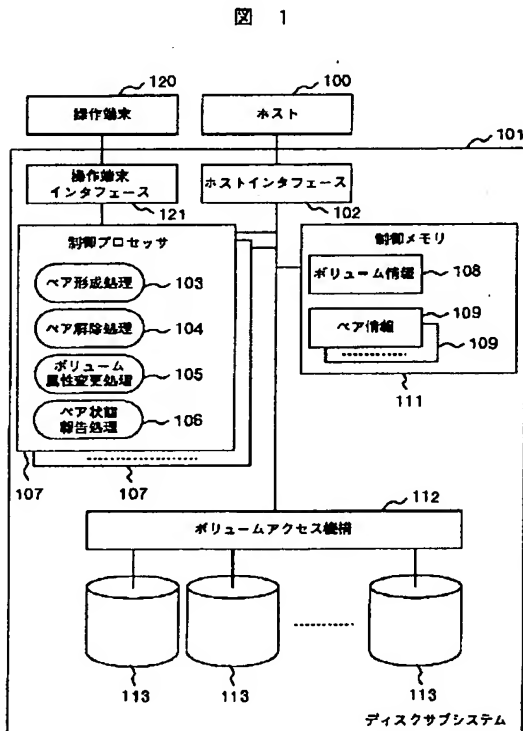 図 1
120
100
操作端末
ホスト
101
操作端末
インタフェース
ホストインタフェース
121
102
制御プロセッサ
制御メモリ
ペア形成処理
103
ボリューム情報
108
ペア解除処理
104
ペア情報
109
109
ボリューム
属性変更処理
105
ペア状態
報告処理
106
111
107
107
112
ボリュームアクセス機構
113
113
113
ディスクサブシステム